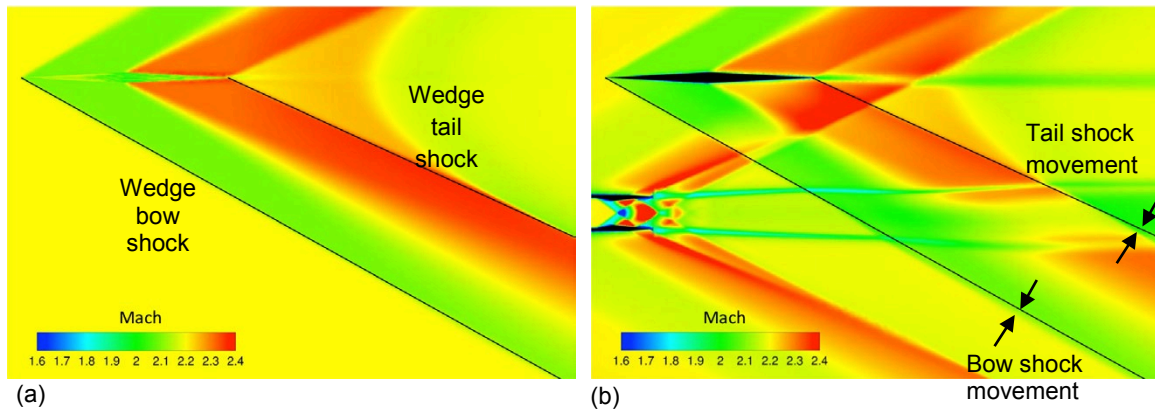 Wedge
tail
shock
Wedge
bow
shock
Mach
1.6 1.7 1.8 1.9 2 2.1 2.2 2.3 2.4
(a)
Tail shock
movement
Mach
1.6 1.7 1.8 1.9 2 2.1 2.2 2.3 2.4
Bow shock
movement
(b)